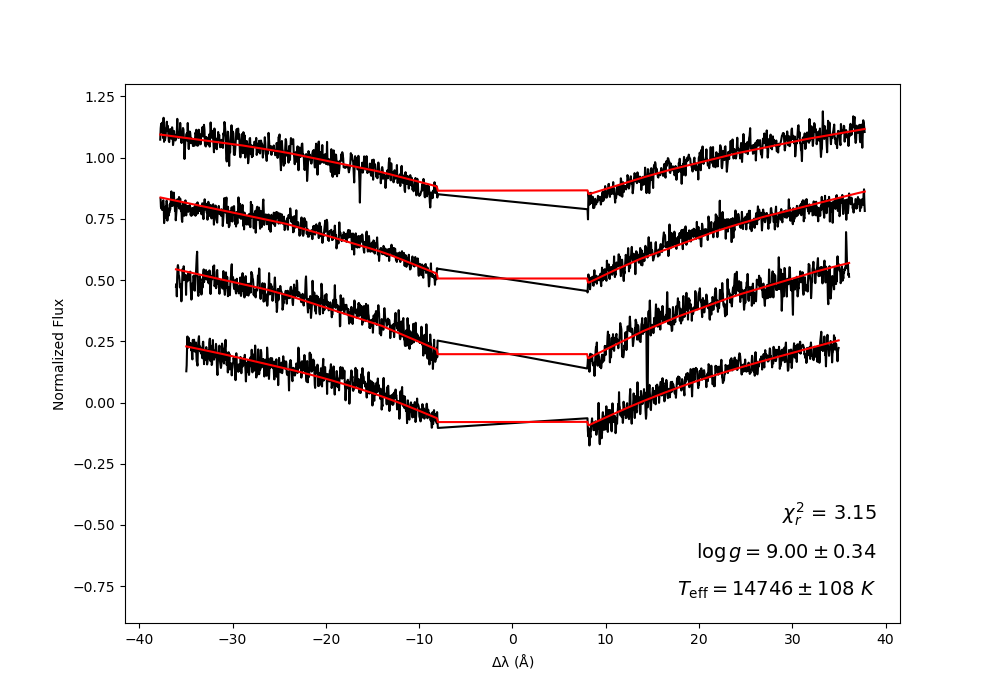 1.25
1.00
0.75
0.50
0.25
0.00
−0.25
−0.50
−0.75
Normalized Flux
χ²ᵣ = 3.15
log g = 9.00 ± 0.34
T_eff = 14746 ± 108 K
−40 −30 −20 −10 0 10 20 30 40
Δλ (Å)